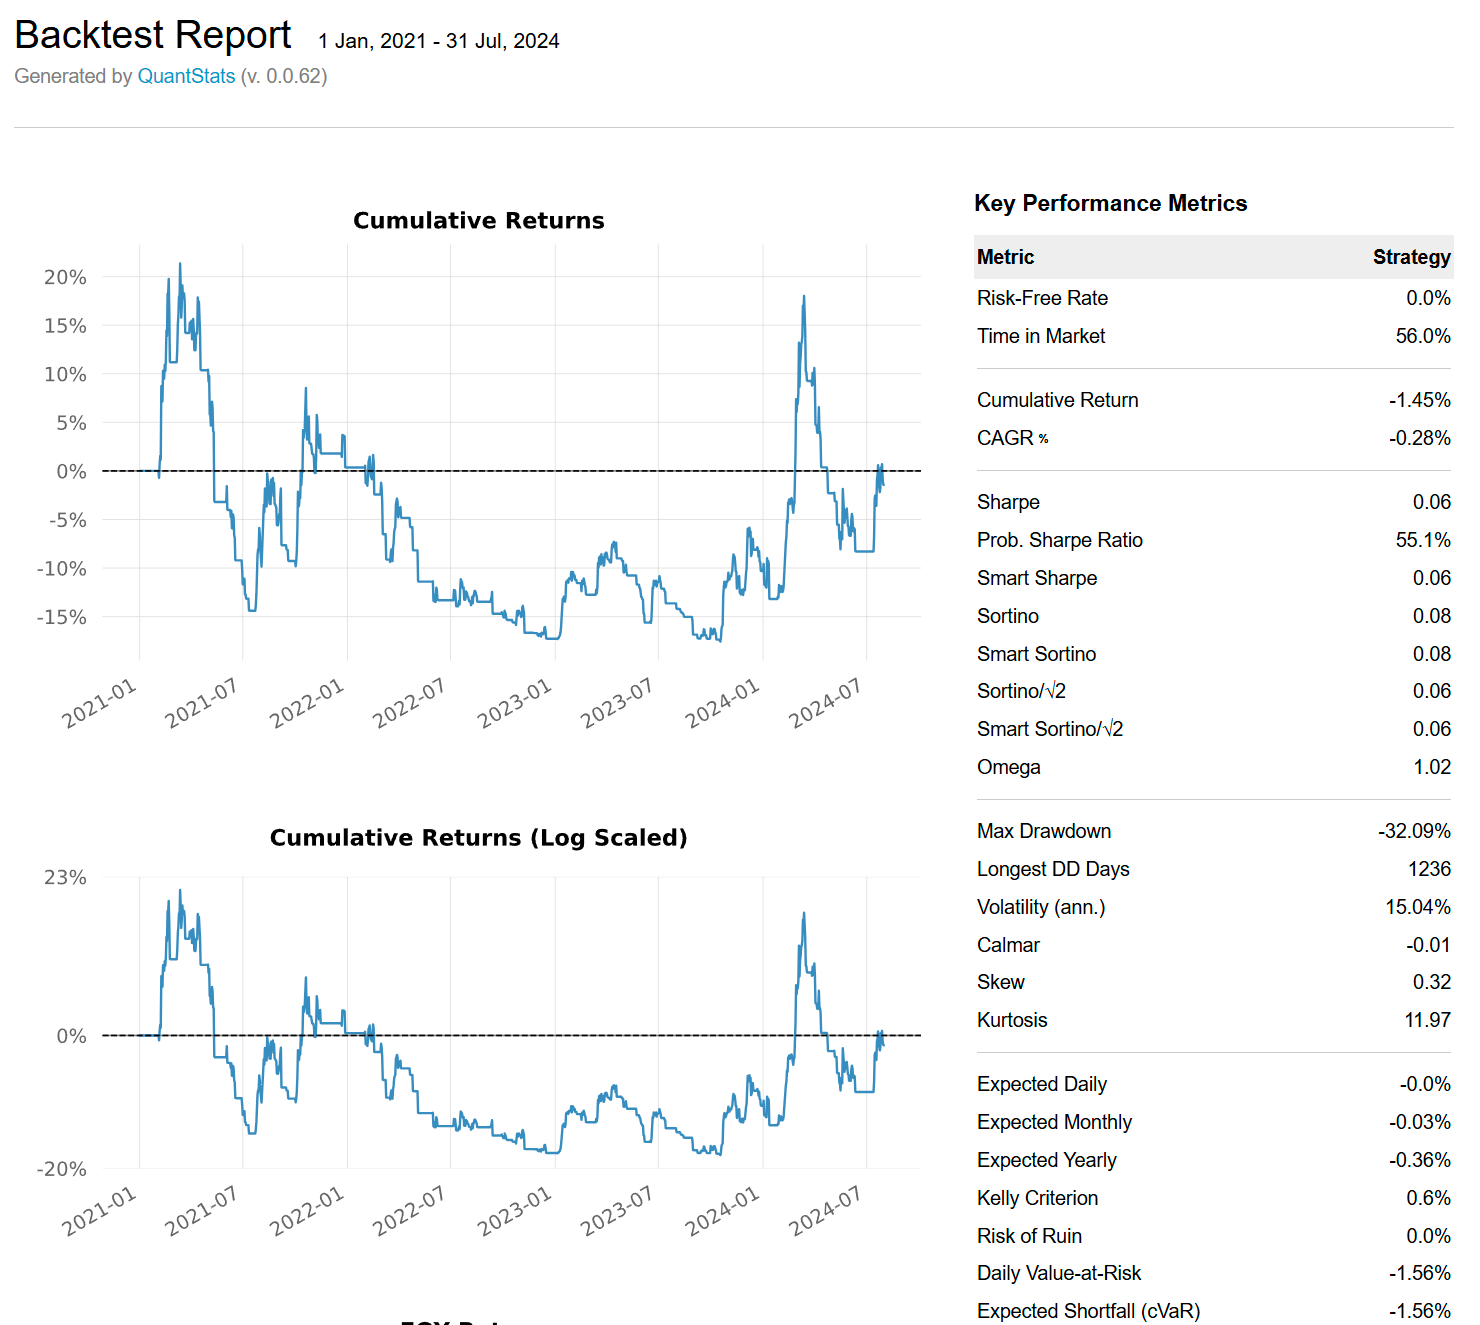 Backtest Report 1 Jan, 2021 - 31 Jul, 2024
Generated by QuantStats (v. 0.0.62)
Cumulative Returns
20%
15%
10%
5%
0%
-5%
-10%
-15%
2021-01
2021-07
2022-01
2022-07
2023-01
2023-07
2024-01
2024-07
Cumulative Returns (Log Scaled)
23%
0%
-20%
2021-01
2021-07
2022-01
2022-07
2023-01
2023-07
2024-01
2024-07
Key Performance Metrics
Metric Strategy
Risk-Free Rate 0.0%
Time in Market 56.0%
Cumulative Return -1.45%
CAGR﹪ -0.28%
Sharpe 0.06
Prob. Sharpe Ratio 55.1%
Smart Sharpe 0.06
Sortino 0.08
Smart Sortino 0.08
Sortino/√2 0.06
Smart Sortino/√2 0.06
Omega 1.02
Max Drawdown -32.09%
Longest DD Days 1236
Volatility (ann.) 15.04%
Calmar -0.01
Skew 0.32
Kurtosis 11.97
Expected Daily -0.0%
Expected Monthly -0.03%
Expected Yearly -0.36%
Kelly Criterion 0.6%
Risk of Ruin 0.0%
Daily Value-at-Risk -1.56%
Expected Shortfall (cVaR) -1.56%